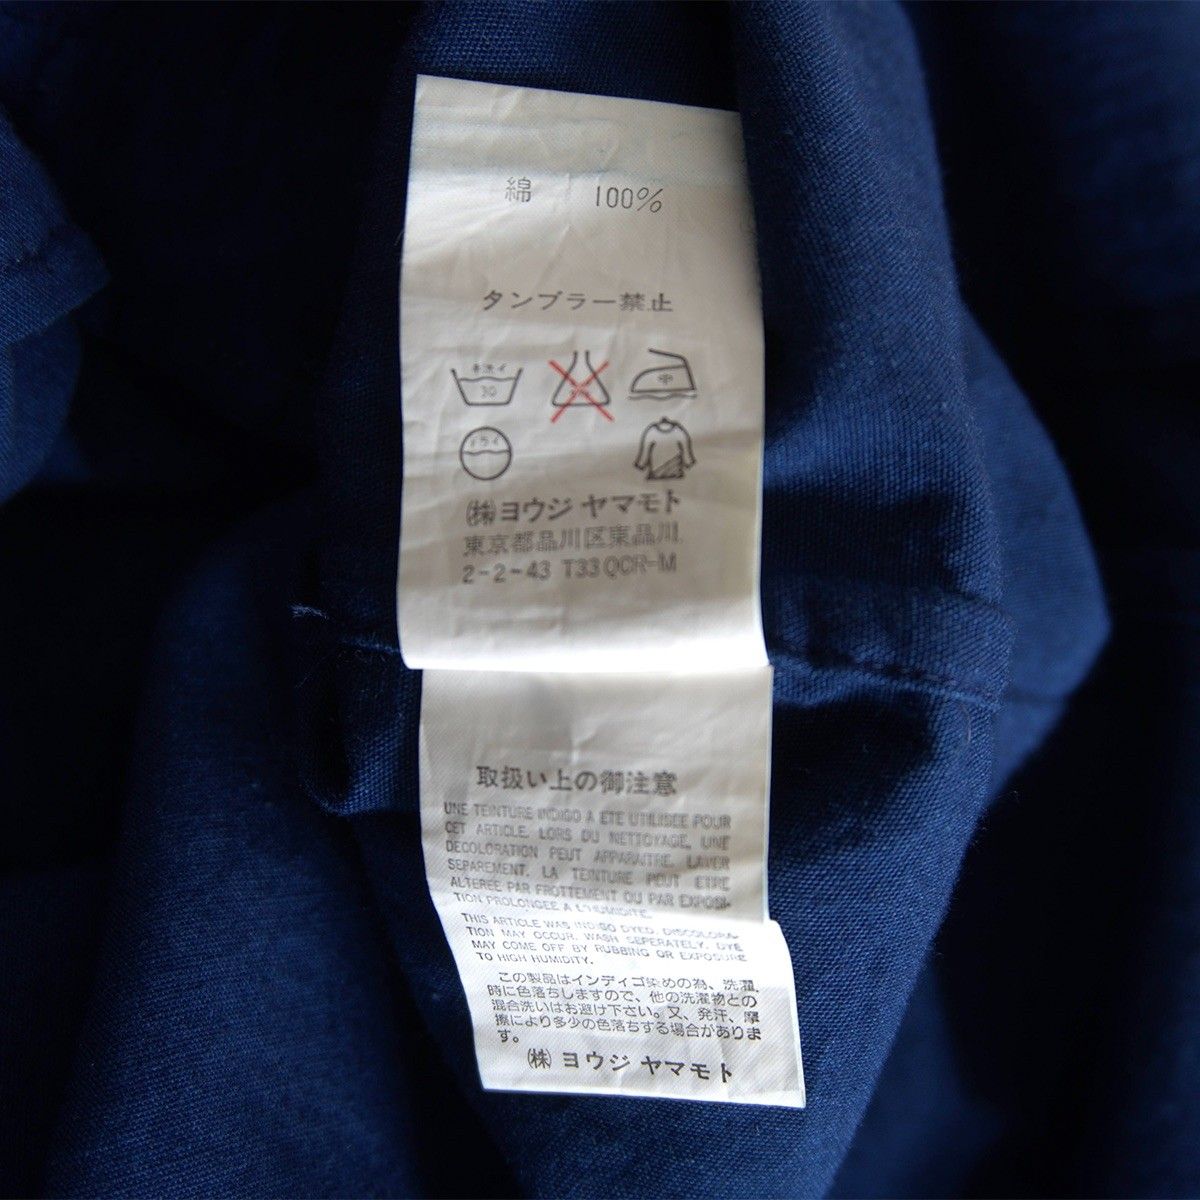 綿 100%
タンブラー禁止
手洗イ
30
中
ドライ
㈱ヨウジ ヤマモト
東京都品川区東品川
2-2-43 T33 QCR-M
取扱い上の御注意
UNE TEINTURE INDIGO A ETE UTILISEE POUR
CET ARTICLE. LORS DU NETTOYAGE, UNE
DECOLORATION PEUT APPARAITRE. LAVER
SEPAREMENT. LA TEINTURE PEUT ETRE
ALTEREE PAR FROTTEMENT OU PAR EXPOSI-
TION PROLONGEE A L'HUMIDITE.
THIS ARTICLE WAS INDIGO DYED. DISCOLORA-
TION MAY OCCUR. WASH SEPERATELY. DYE
MAY COME OFF BY RUBBING OR EXPOSURE
TO HIGH HUMIDITY.
この製品はインディゴ染めの為、洗濯
時に色落ちしますので、他の洗濯物との
混合洗いはお避け下さい。又、発汗、摩
擦により多少の色落ちする場合がありま
す。
㈱ ヨウジ ヤマモト